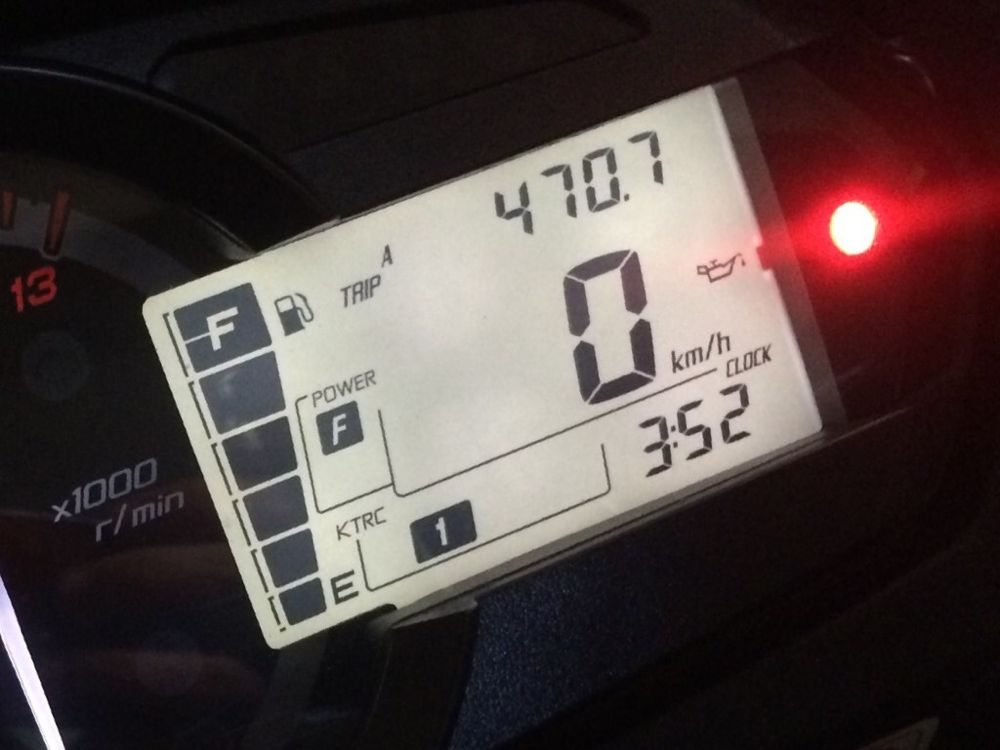 13
x1000
r/min
470.7
TRIP A
F
0
km/h
POWER
F
CLOCK
3:52
KTRC
1
E